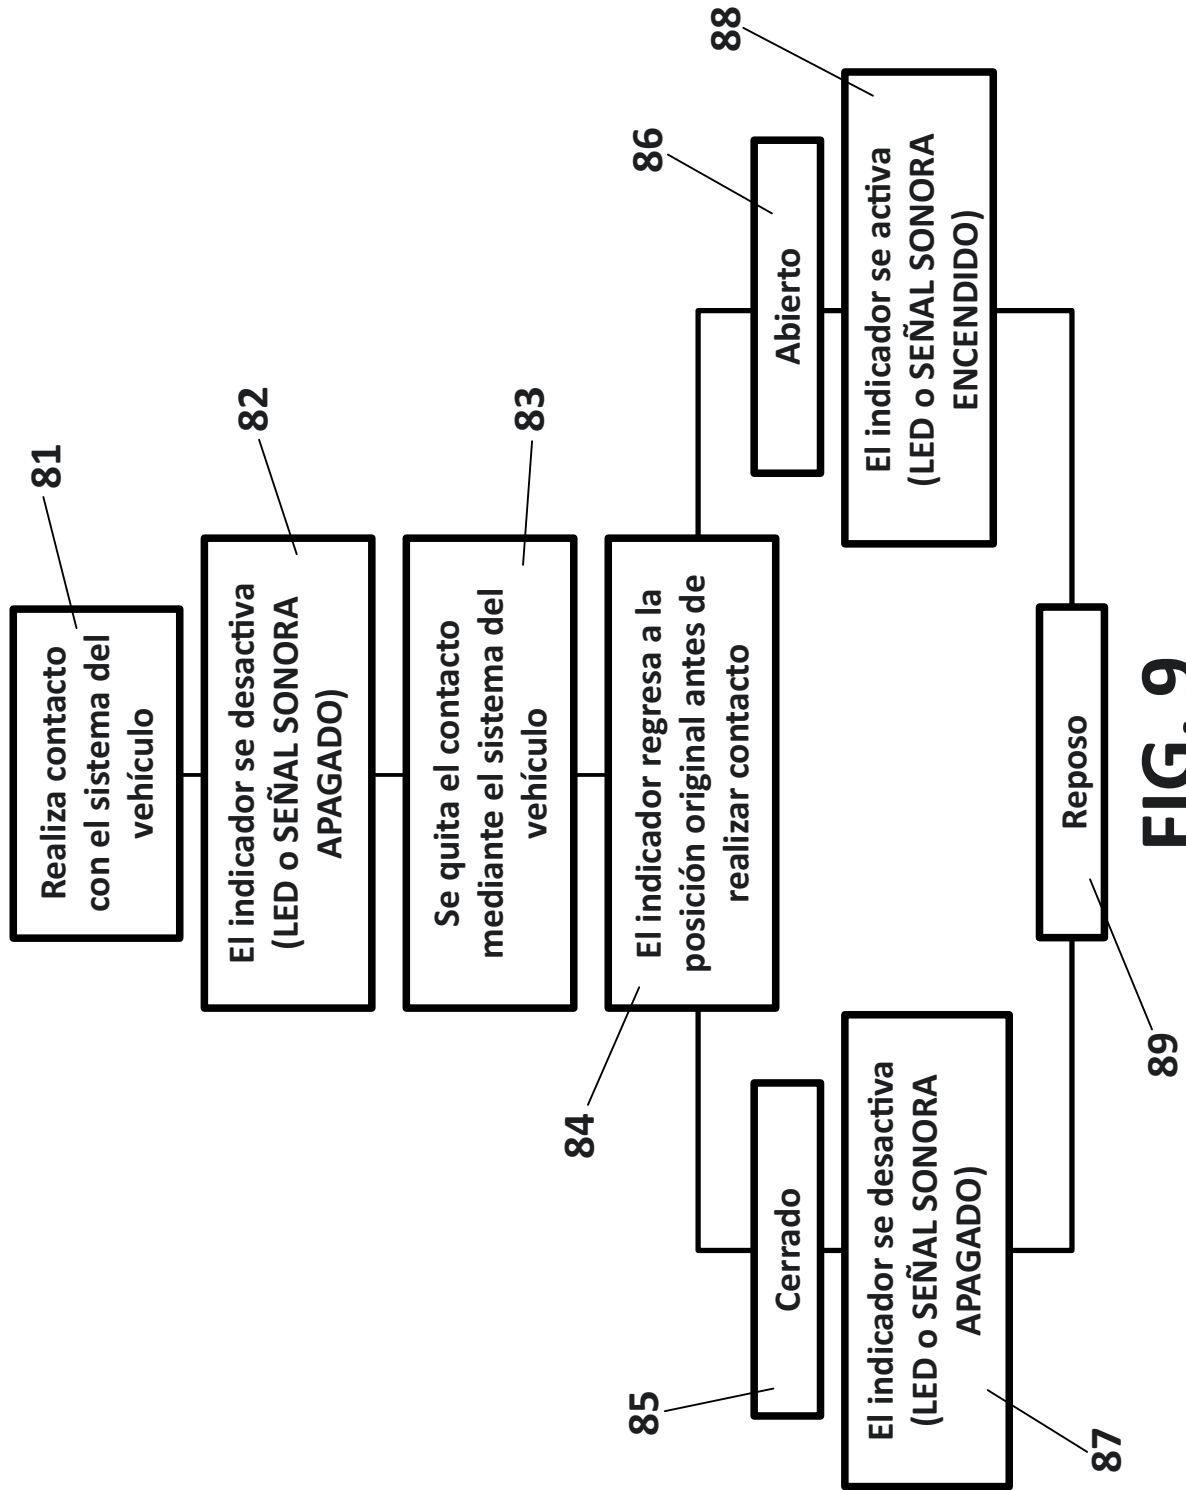 81
Realiza contacto
con el sistema del
vehículo
82
El indicador se desactiva
(LED o SEÑAL SONORA
APAGADO)
83
Se quita el contacto
mediante el sistema del
vehículo
84
El indicador regresa a la
posición original antes de
realizar contacto
85
Cerrado
86
Abierto
87
El indicador se desactiva
(LED o SEÑAL SONORA
APAGADO)
88
El indicador se activa
(LED o SEÑAL SONORA
ENCENDIDO)
89
Reposo
FIG. 9